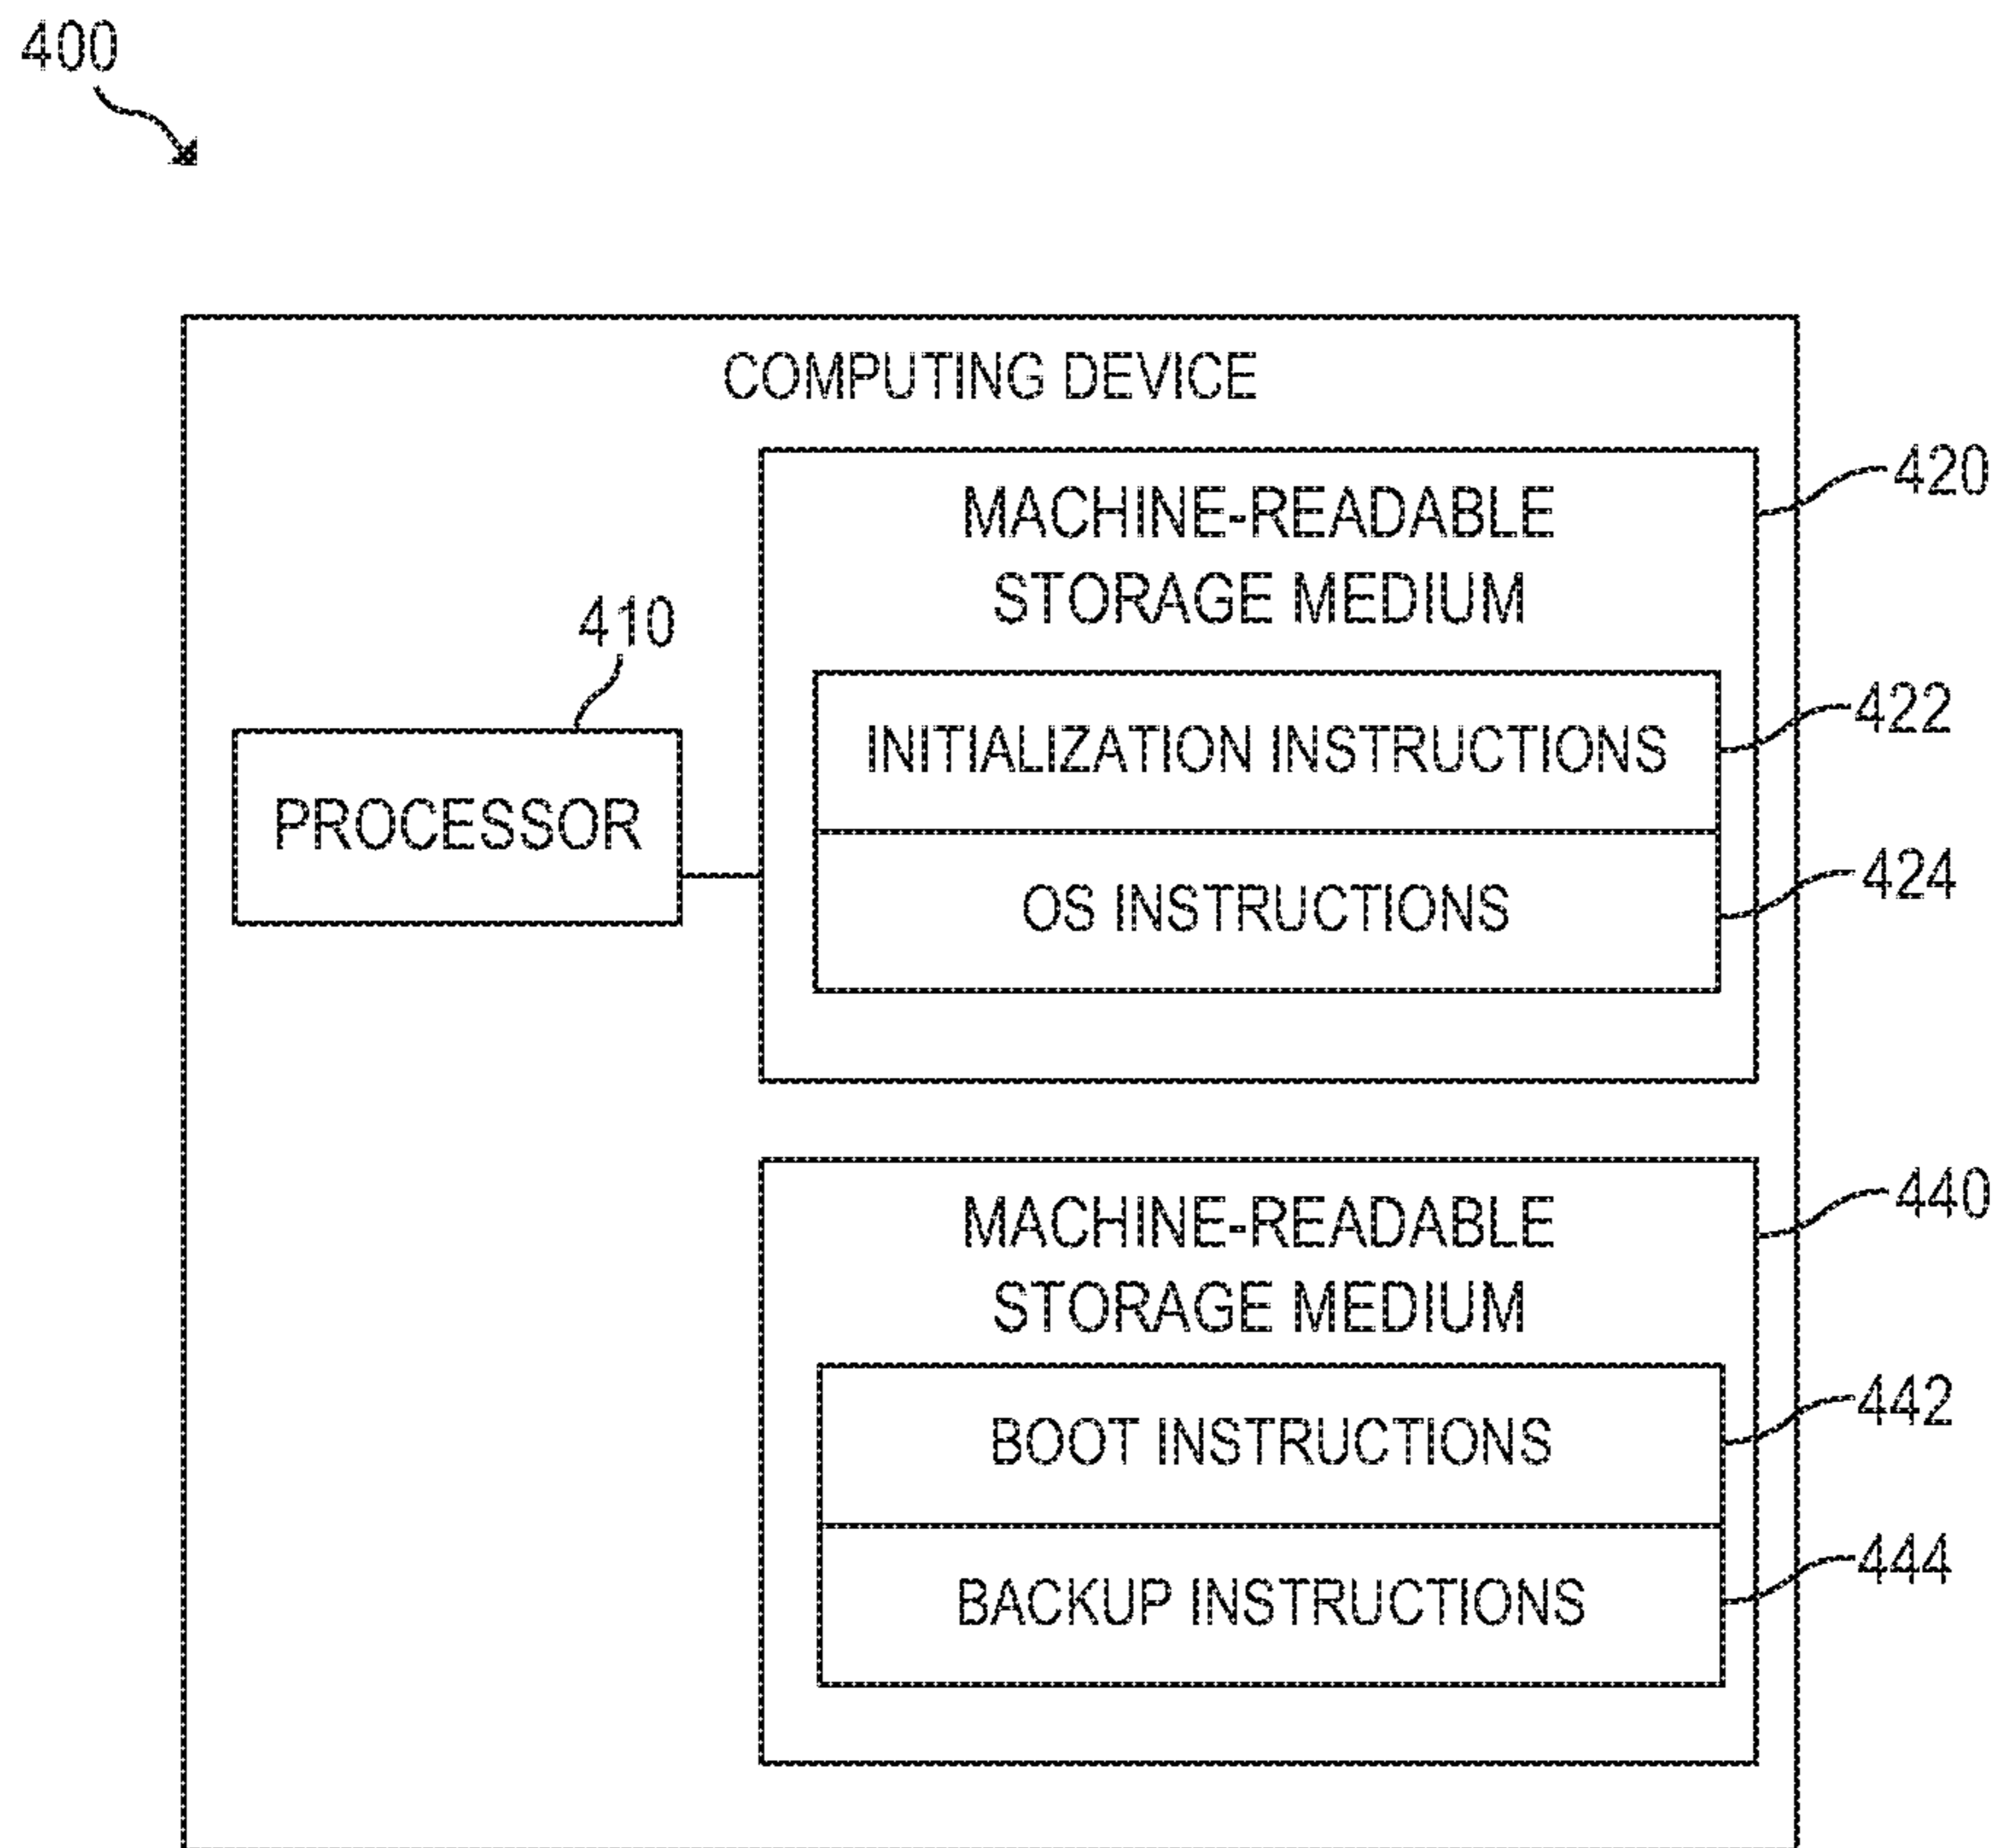 400
COMPUTING DEVICE
420
MACHINE-READABLE
STORAGE MEDIUM
410
422
INITIALIZATION INSTRUCTIONS
PROCESSOR
424
OS INSTRUCTIONS
440
MACHINE-READABLE
STORAGE MEDIUM
442
BOOT INSTRUCTIONS
444
BACKUP INSTRUCTIONS